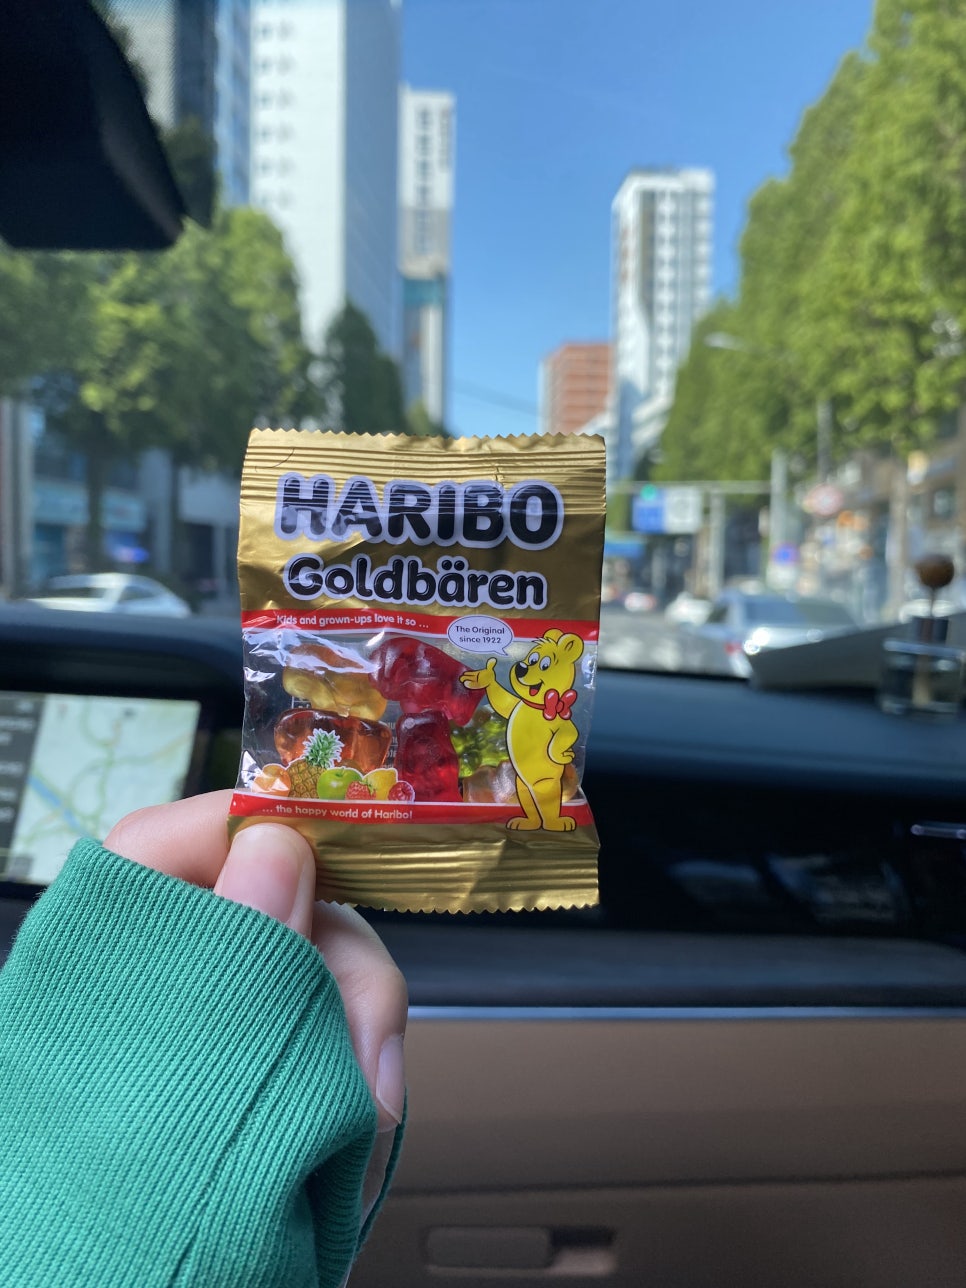 HARIBO
Goldbären
Kids and grown-ups love it so ...
The Original
since 1922
... the happy world of Haribo!